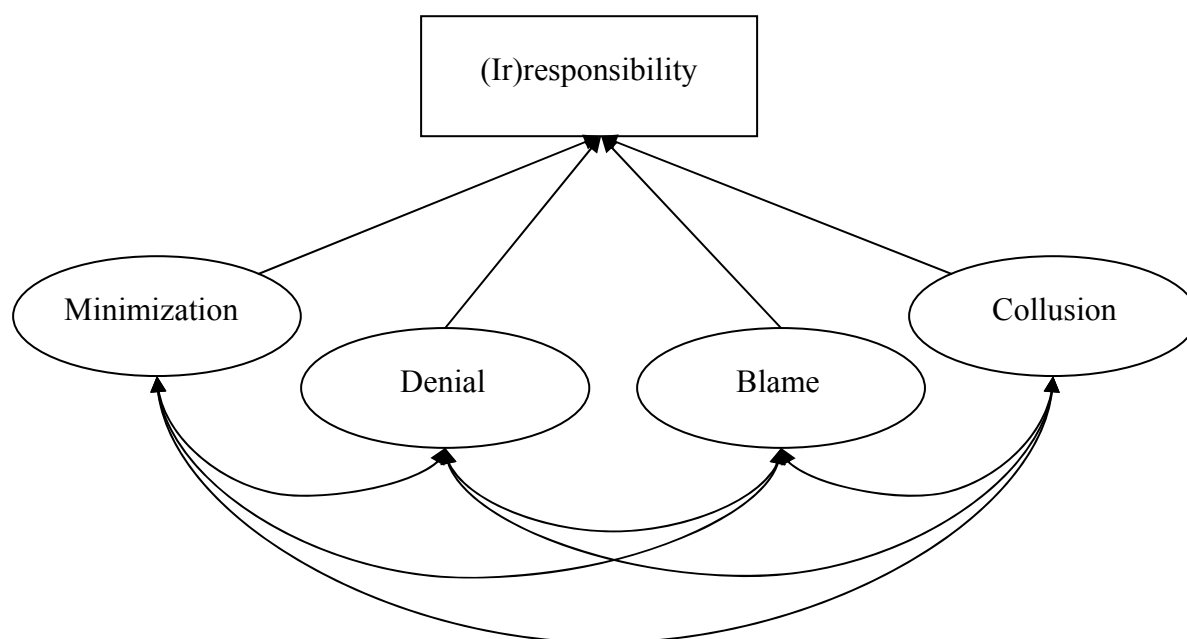 (Ir)responsibility
Minimization
Collusion
Denial
Blame